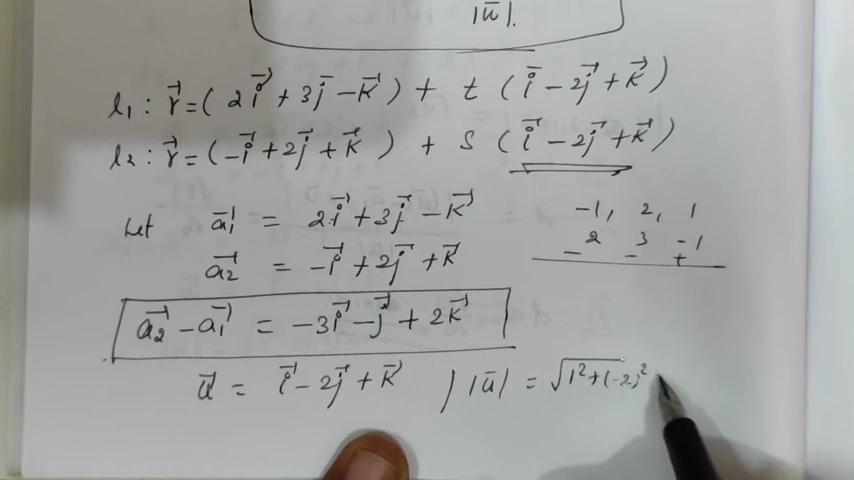 |ū|.
l₁ : r⃗ = ( 2i⃗ + 3j̄ − k⃗ ) + t ( ī − 2j⃗ + k⃗ )
l₂ : r⃗ = ( −i⃗ + 2j⃗ + k⃗ ) + s ( i⃗ − 2j⃗ + k⃗ )
Let a₁⃗ = 2i⃗ + 3j⃗ − k⃗
a₂⃗ = −i⃗ + 2j⃗ + k⃗
−1, 2, 1
2 3 −1
− − +
a₂⃗ − a₁⃗ = −3i⃗ − j⃗ + 2k⃗
u⃗ = i⃗ − 2j⃗ + k⃗ / |ū| = √1² + (−2)²